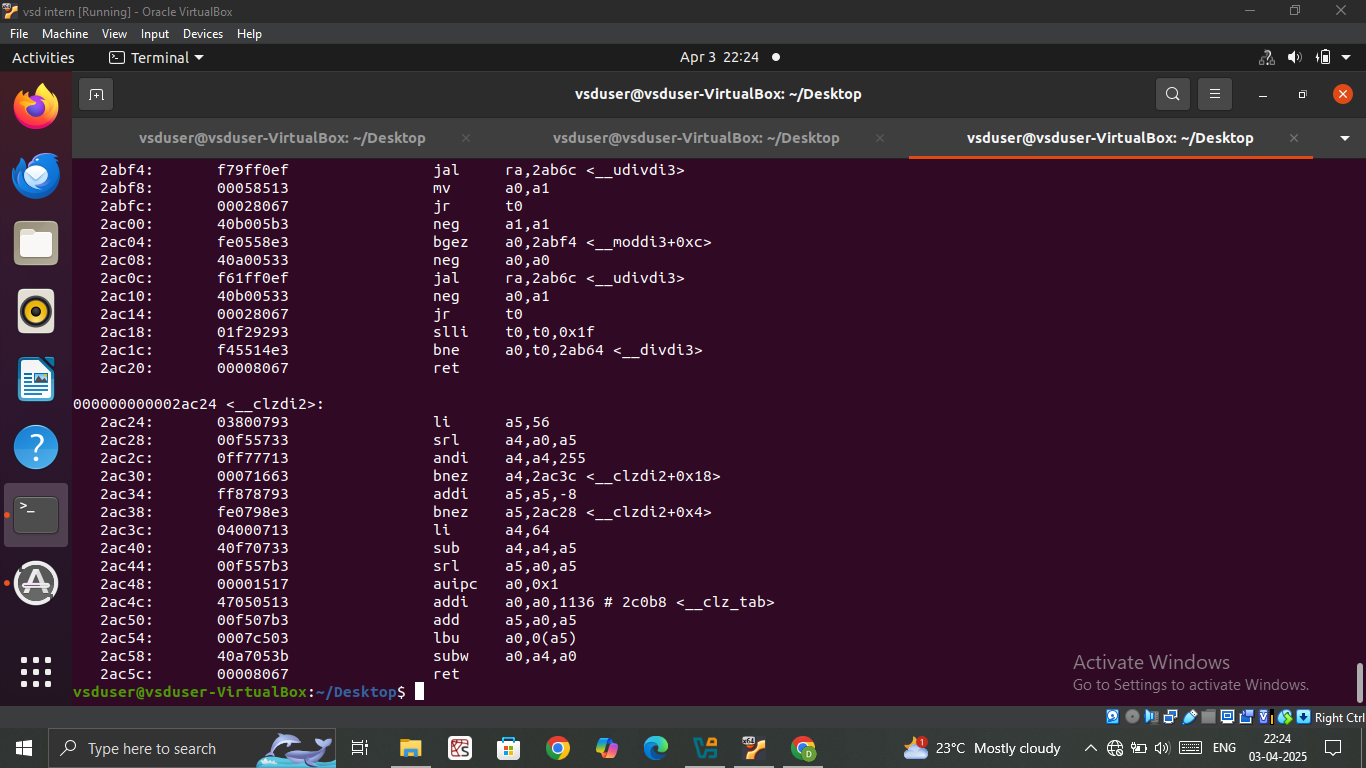 vsd intern [Running] - Oracle VirtualBox
File Machine View Input Devices Help
Activities Terminal Apr 3 22:24
vsduser@vsduser-VirtualBox: ~/Desktop
vsduser@vsduser-VirtualBox: ~/Desktop vsduser@vsduser-VirtualBox: ~/Desktop vsduser@vsduser-VirtualBox: ~/Desktop
2abf4: f79ff0ef jal ra,2ab6c <__udivdi3>
2abf8: 00058513 mv a0,a1
2abfc: 00028067 jr t0
2ac00: 40b005b3 neg a1,a1
2ac04: fe0558e3 bgez a0,2abf4 <__moddi3+0xc>
2ac08: 40a00533 neg a0,a0
2ac0c: f61ff0ef jal ra,2ab6c <__udivdi3>
2ac10: 40b00533 neg a0,a1
2ac14: 00028067 jr t0
2ac18: 01f29293 slli t0,t0,0x1f
2ac1c: f45514e3 bne a0,t0,2ab64 <__divdi3>
2ac20: 00008067 ret
000000000002ac24 <__clzdi2>:
2ac24: 03800793 li a5,56
2ac28: 00f55733 srl a4,a0,a5
2ac2c: 0ff77713 andi a4,a4,255
2ac30: 00071663 bnez a4,2ac3c <__clzdi2+0x18>
2ac34: ff878793 addi a5,a5,-8
2ac38: fe0798e3 bnez a5,2ac28 <__clzdi2+0x4>
2ac3c: 04000713 li a4,64
2ac40: 40f70733 sub a4,a4,a5
2ac44: 00f557b3 srl a5,a0,a5
2ac48: 00001517 auipc a0,0x1
2ac4c: 47050513 addi a0,a0,1136 # 2c0b8 <__clz_tab>
2ac50: 00f507b3 add a5,a0,a5
2ac54: 0007c503 lbu a0,0(a5)
2ac58: 40a7053b subw a0,a4,a0
2ac5c: 00008067 ret
vsduser@vsduser-VirtualBox:~/Desktop$
Activate Windows
Go to Settings to activate Windows.
Right Ctrl
Type here to search
23°C Mostly cloudy
ENG
22:24
03-04-2025